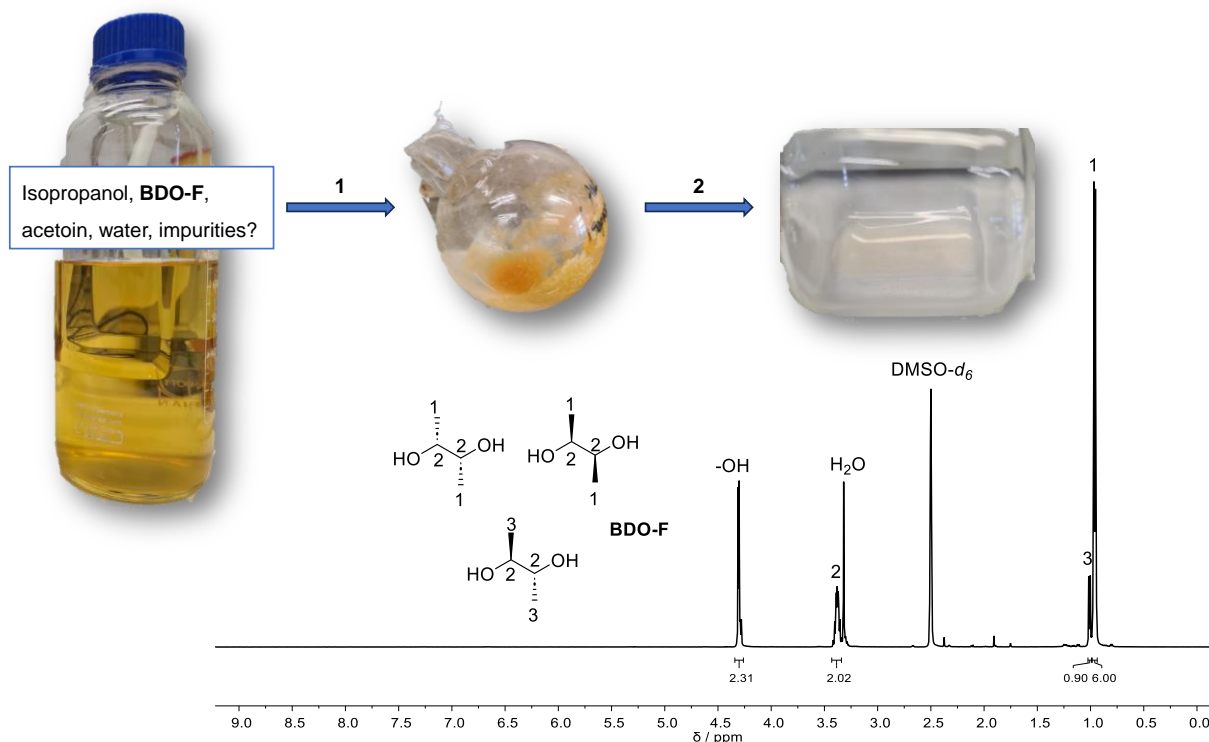 Isopropanol, BDO-F,
acetoin, water, impurities?
1
2
1
DMSO-d6
1
2
HO
OH
1
1
HO
2
2
OH
1
-OH
H2O
BDO-F
3
HO
2
2
OH
3
2
3
2.31
2.02
0.90 6.00
9.0 8.5 8.0 7.5 7.0 6.5 6.0 5.5 5.0 4.5 4.0 3.5 3.0 2.5 2.0 1.5 1.0 0.5 0.0
δ / ppm